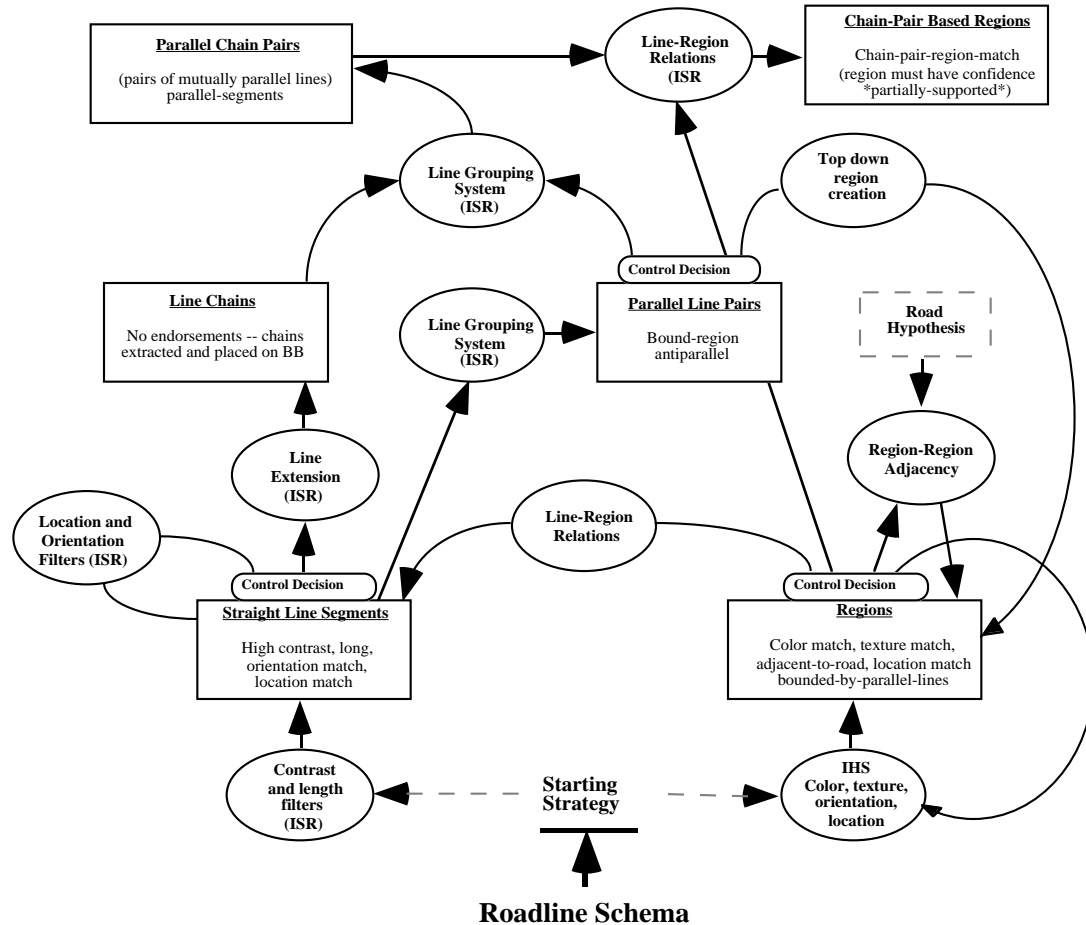 Parallel Chain Pairs
(pairs of mutually parallel lines)
parallel-segments
Line-Region
Relations
(ISR
Chain-Pair Based Regions
Chain-pair-region-match
(region must have confidence
*partially-supported*)
Line Grouping
System
(ISR)
Top down
region
creation
Control Decision
Line Chains
No endorsements -- chains
extracted and placed on BB
Line Grouping
System
(ISR)
Parallel Line Pairs
Bound-region
antiparallel
Road
Hypothesis
Line
Extension
(ISR)
Region-Region
Adjacency
Location and
Orientation
Filters (ISR)
Line-Region
Relations
Control Decision
Control Decision
Straight Line Segments
High contrast, long,
orientation match,
location match
Regions
Color match, texture match,
adjacent-to-road, location match
bounded-by-parallel-lines
Contrast
and length
filters
(ISR)
Starting
Strategy
IHS
Color, texture,
orientation,
location
Roadline Schema